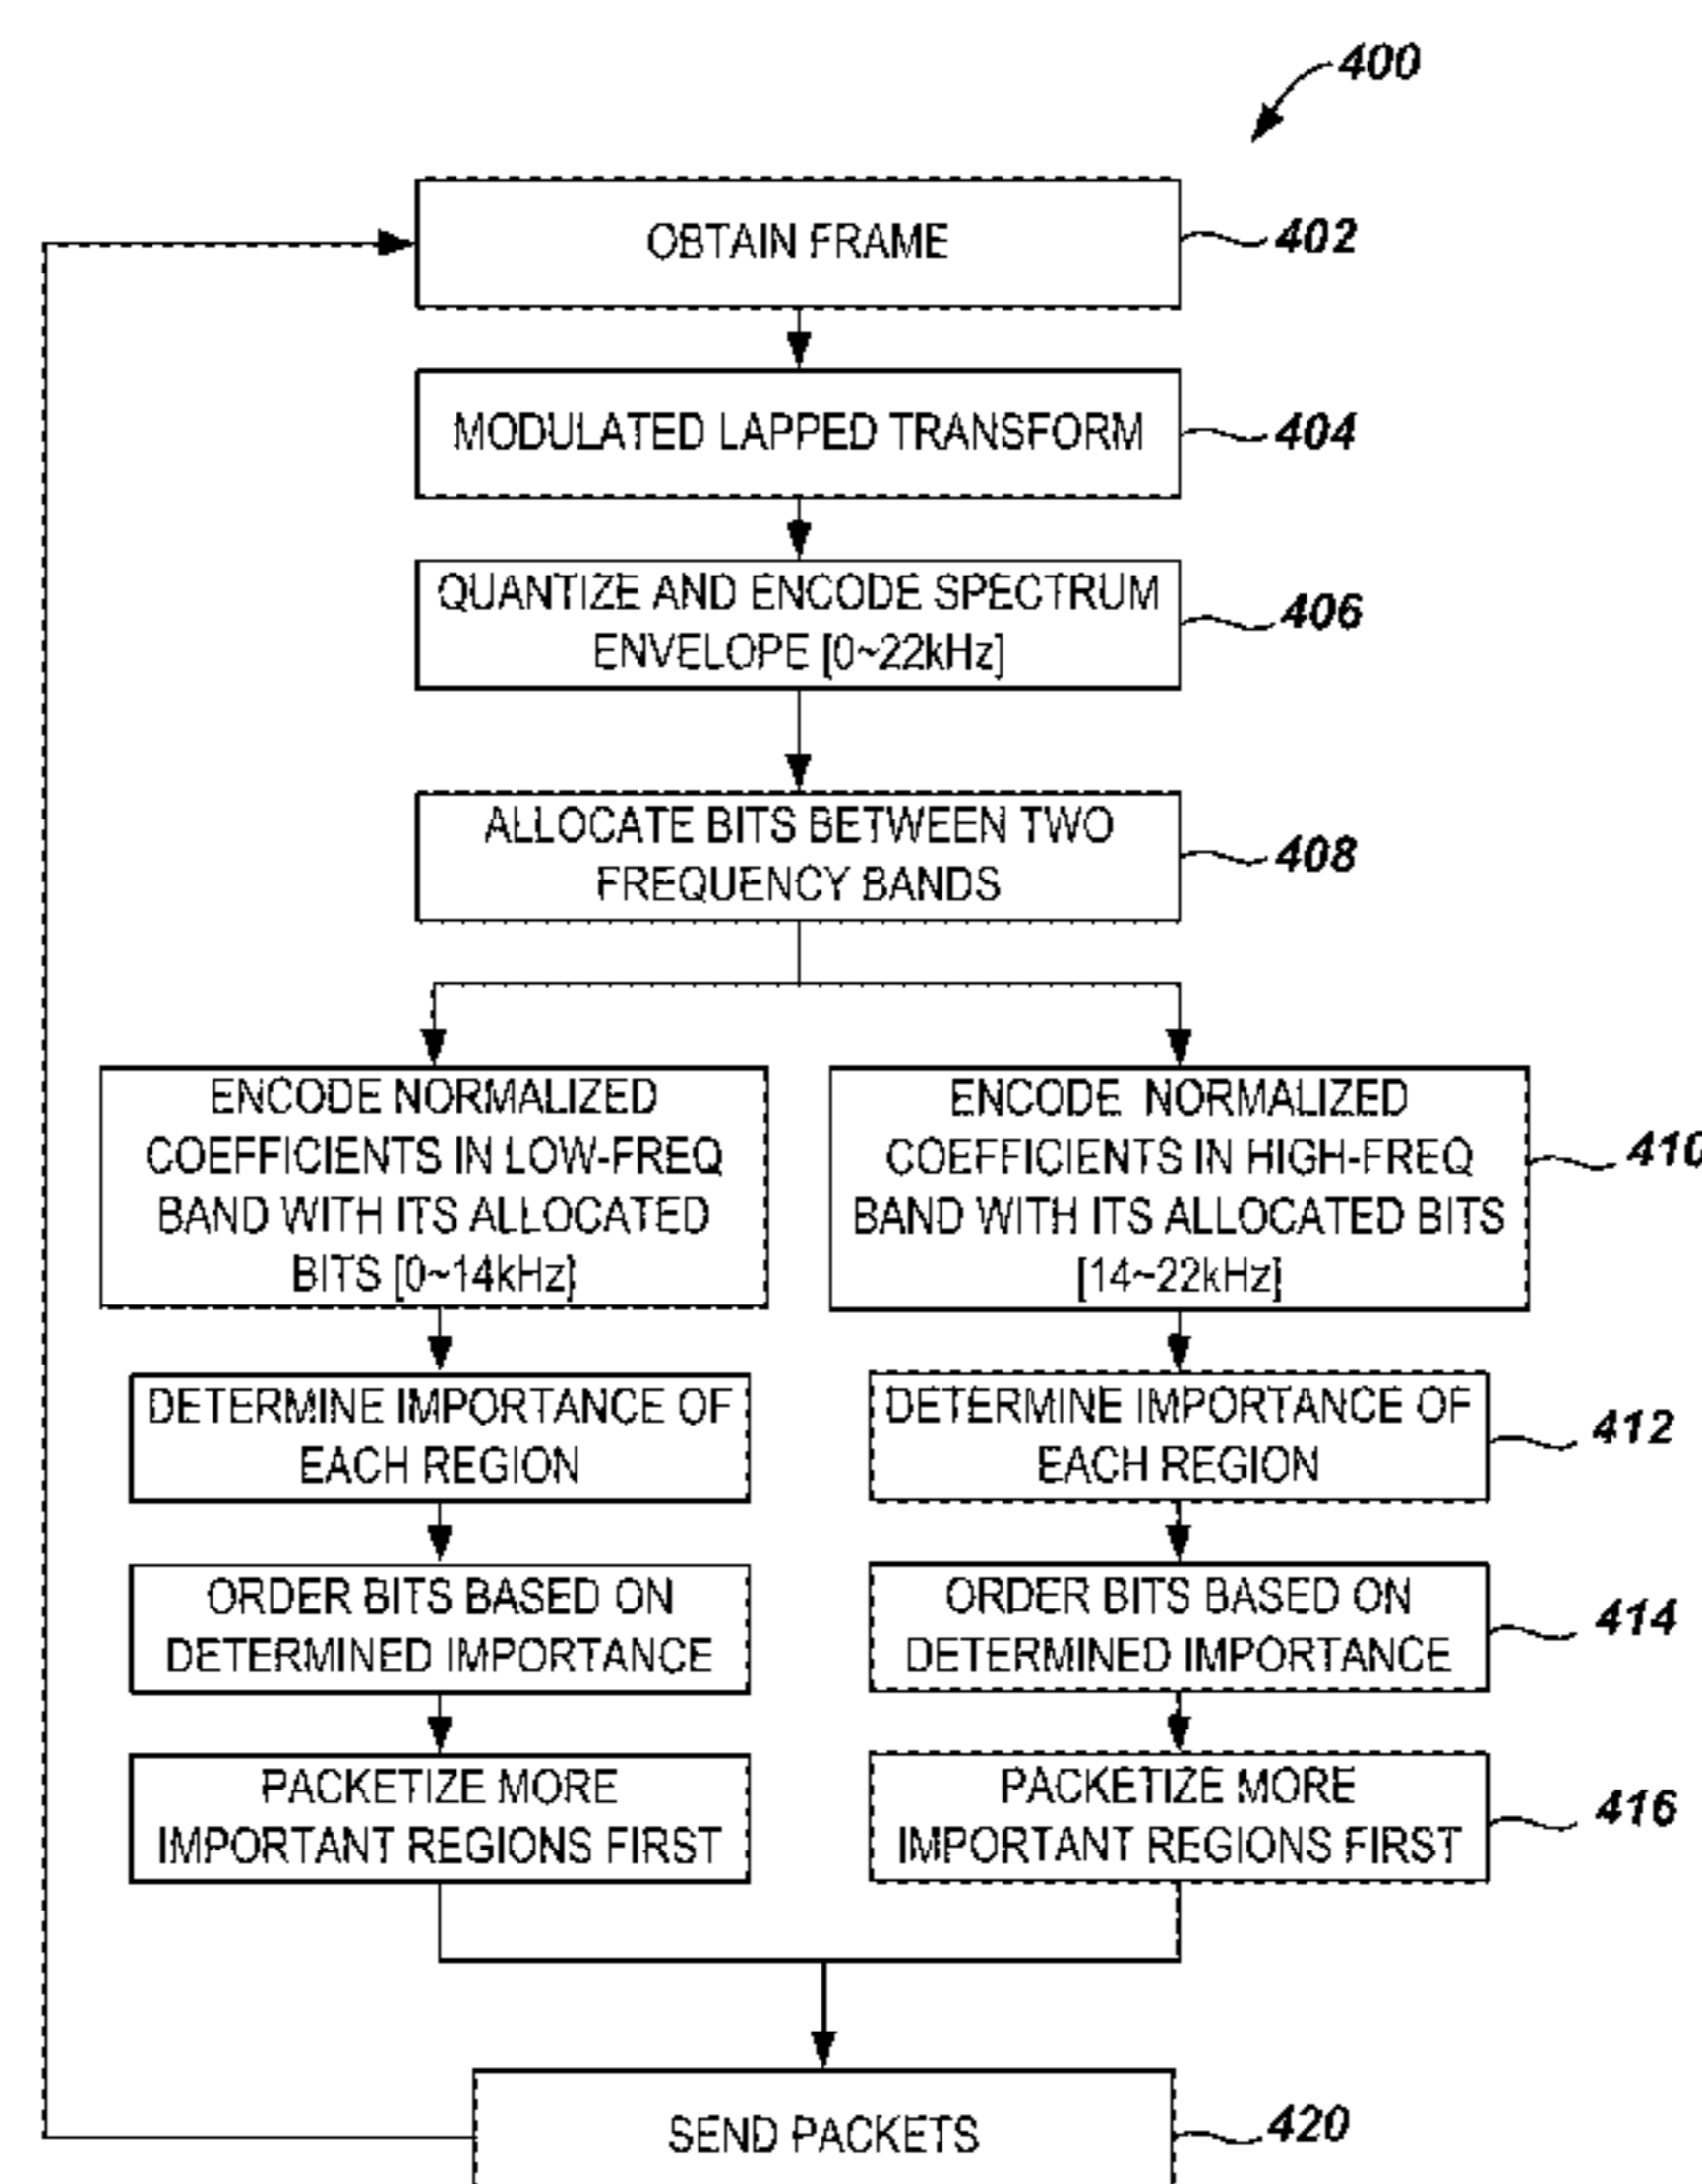 400
OBTAIN FRAME
402
MODULATED LAPPED TRANSFORM
404
QUANTIZE AND ENCODE SPECTRUM
ENVELOPE [0~22kHz]
406
ALLOCATE BITS BETWEEN TWO
FREQUENCY BANDS
408
ENCODE NORMALIZED
COEFFICIENTS IN LOW-FREQ
BAND WITH ITS ALLOCATED
BITS [0~14kHz]
ENCODE NORMALIZED
COEFFICIENTS IN HIGH-FREQ
BAND WITH ITS ALLOCATED BITS
[14~22kHz]
410
DETERMINE IMPORTANCE OF
EACH REGION
DETERMINE IMPORTANCE OF
EACH REGION
412
ORDER BITS BASED ON
DETERMINED IMPORTANCE
ORDER BITS BASED ON
DETERMINED IMPORTANCE
414
PACKETIZE MORE
IMPORTANT REGIONS FIRST
PACKETIZE MORE
IMPORTANT REGIONS FIRST
416
SEND PACKETS
420